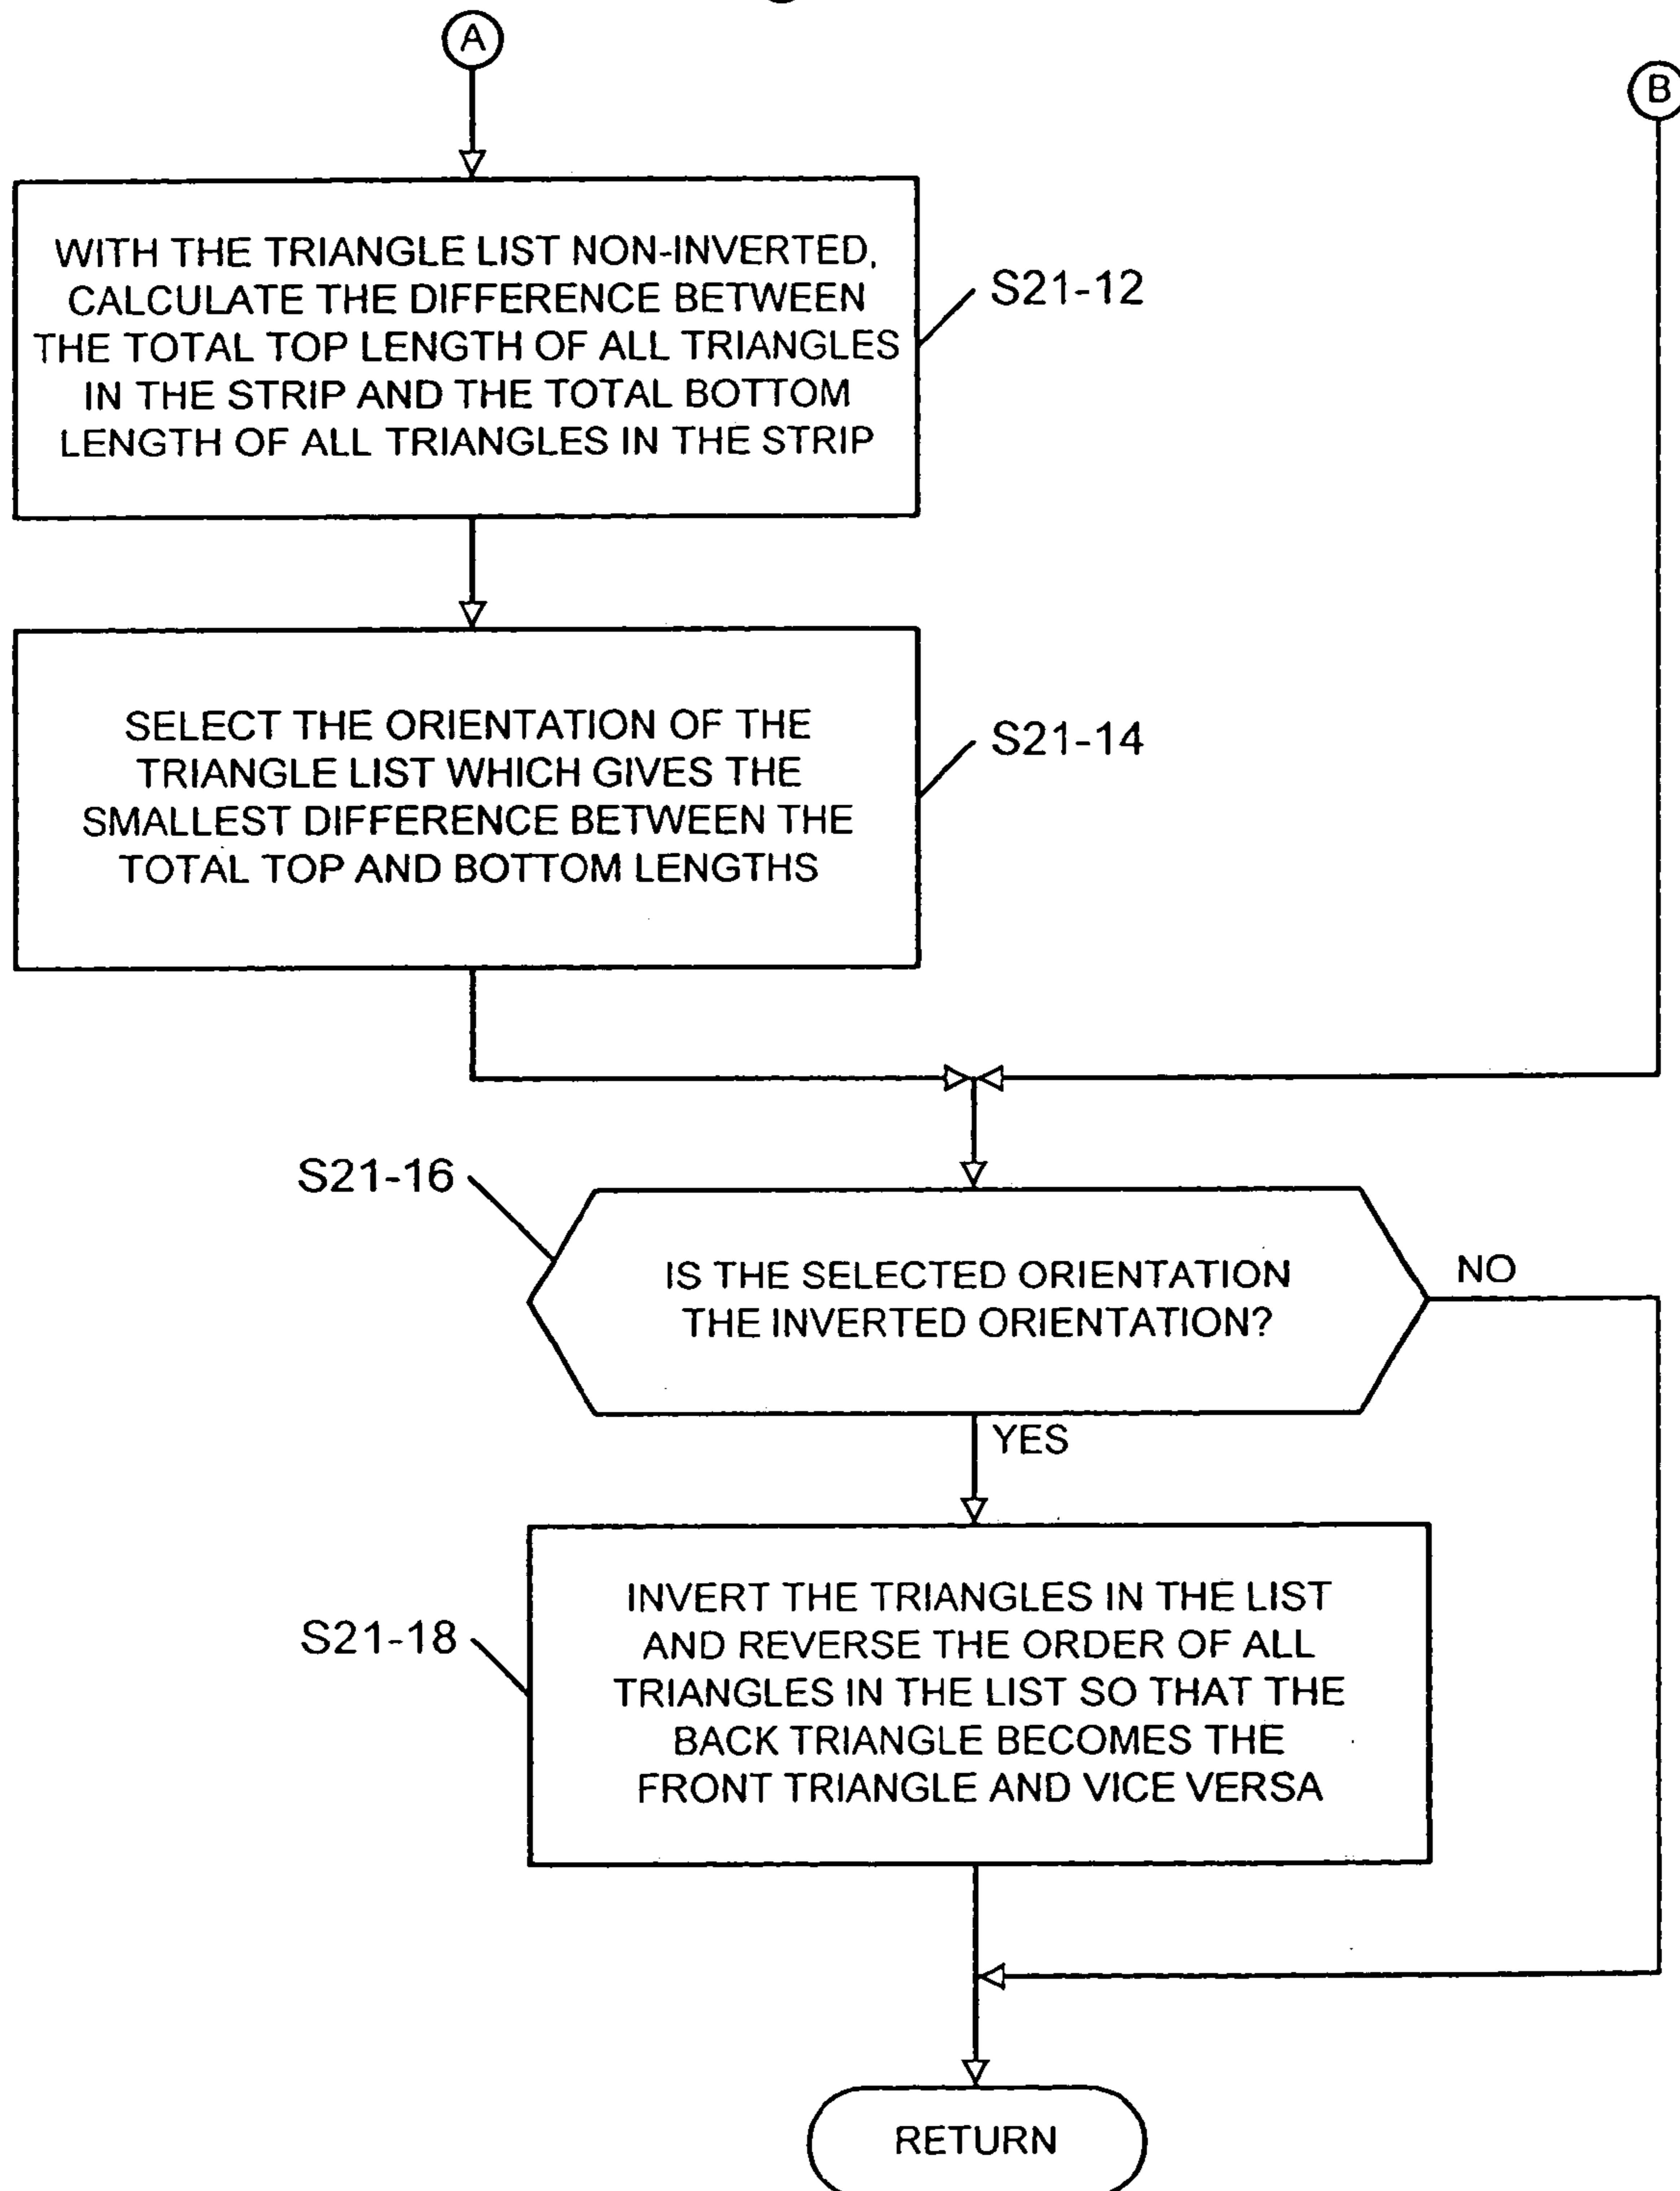 A
B
WITH THE TRIANGLE LIST NON-INVERTED,
CALCULATE THE DIFFERENCE BETWEEN
THE TOTAL TOP LENGTH OF ALL TRIANGLES
IN THE STRIP AND THE TOTAL BOTTOM
LENGTH OF ALL TRIANGLES IN THE STRIP
S21-12
SELECT THE ORIENTATION OF THE
TRIANGLE LIST WHICH GIVES THE
SMALLEST DIFFERENCE BETWEEN THE
TOTAL TOP AND BOTTOM LENGTHS
S21-14
S21-16
IS THE SELECTED ORIENTATION
THE INVERTED ORIENTATION?
NO
YES
S21-18
INVERT THE TRIANGLES IN THE LIST
AND REVERSE THE ORDER OF ALL
TRIANGLES IN THE LIST SO THAT THE
BACK TRIANGLE BECOMES THE
FRONT TRIANGLE AND VICE VERSA
RETURN